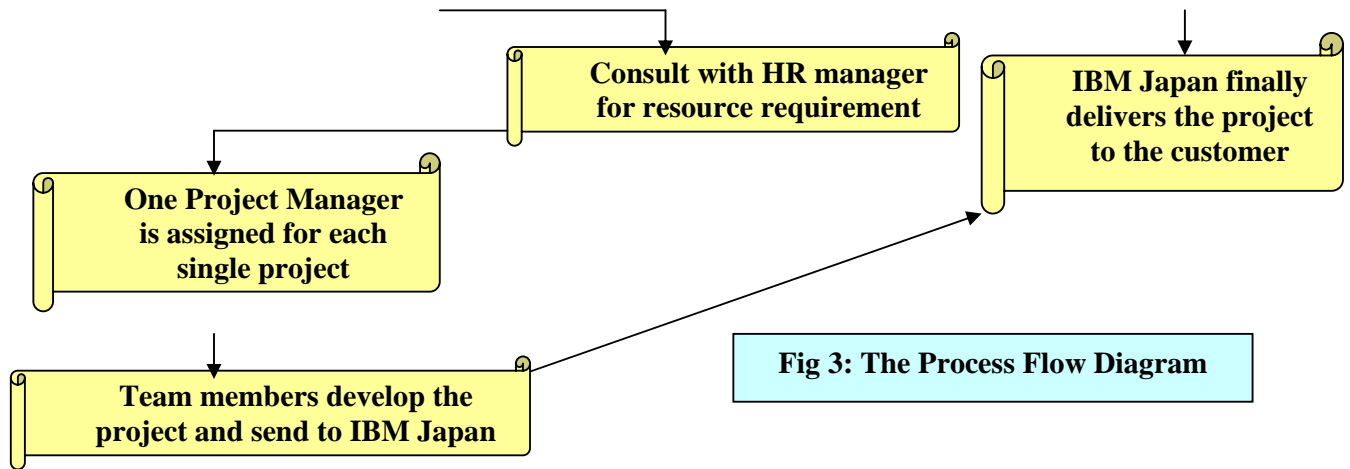 Consult with HR manager
for resource requirement
IBM Japan finally
delivers the project
to the customer
One Project Manager
is assigned for each
single project
Fig 3: The Process Flow Diagram
Team members develop the
project and send to IBM Japan